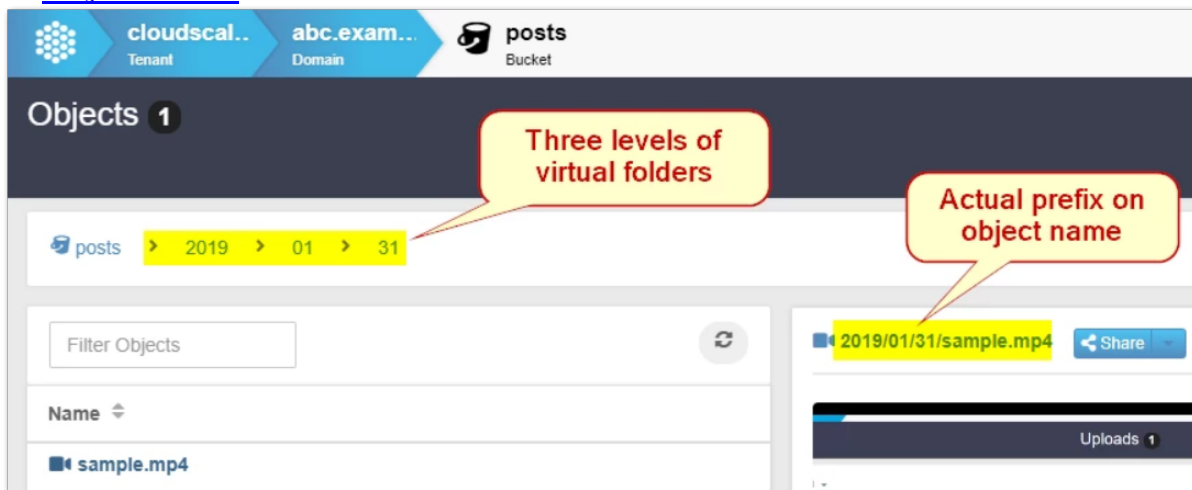 cloudscal..
Tenant
abc.exam...
Domain
posts
Bucket
Objects 1
Three levels of
virtual folders
Actual prefix on
object name
posts > 2019 > 01 > 31
Filter Objects
2019/01/31/sample.mp4 Share
Name
Uploads 1
sample.mp4